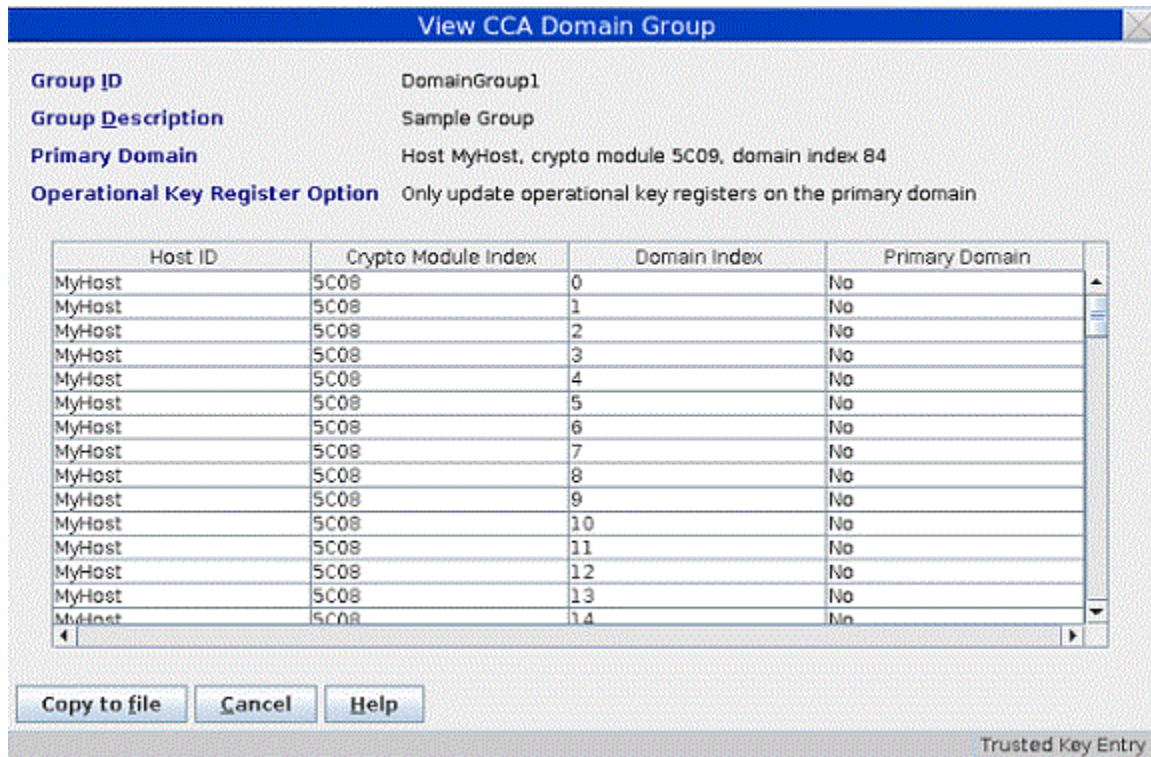 View CCA Domain Group
Group ID DomainGroup1
Group Description Sample Group
Primary Domain Host MyHost, crypto module 5C09, domain index 84
Operational Key Register Option Only update operational key registers on the primary domain
Host ID Crypto Module Index Domain Index Primary Domain
MyHost 5C08 0 No
MyHost 5C08 1 No
MyHost 5C08 2 No
MyHost 5C08 3 No
MyHost 5C08 4 No
MyHost 5C08 5 No
MyHost 5C08 6 No
MyHost 5C08 7 No
MyHost 5C08 8 No
MyHost 5C08 9 No
MyHost 5C08 10 No
MyHost 5C08 11 No
MyHost 5C08 12 No
MyHost 5C08 13 No
MyHost 5C08 14 No
Copy to file Cancel Help
Trusted Key Entry